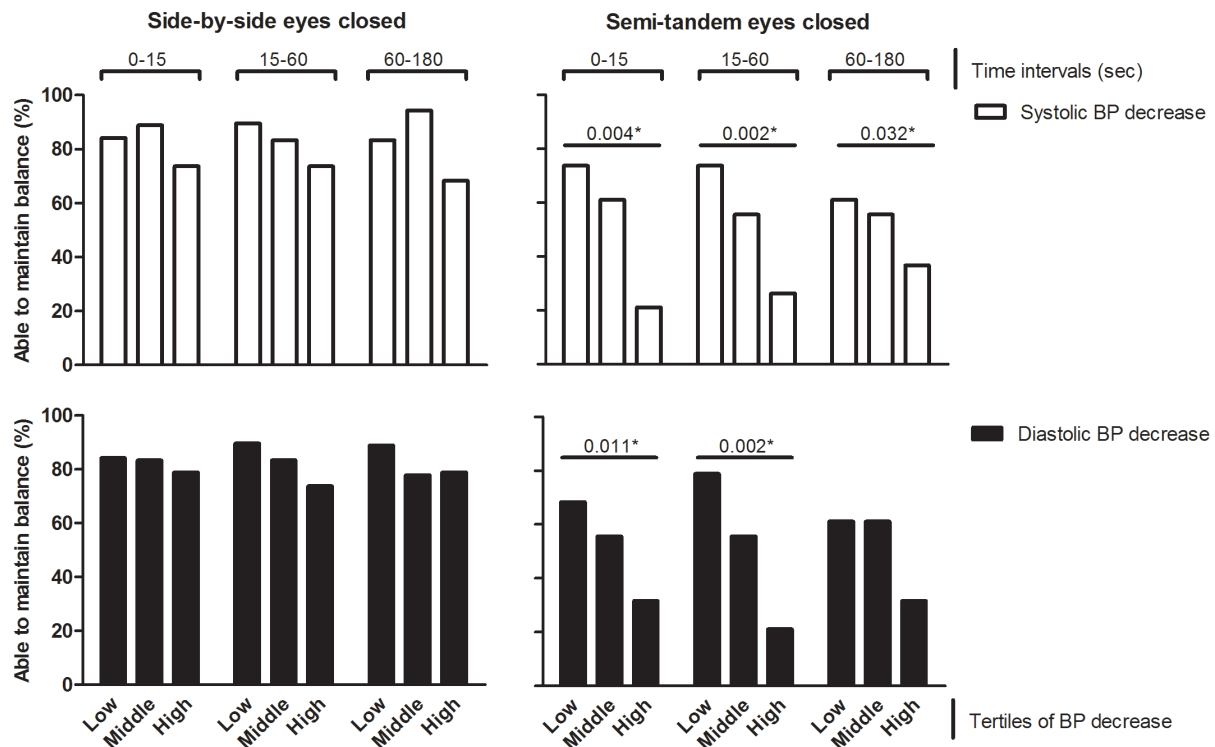 Side-by-side eyes closed
Semi-tandem eyes closed
0-15 15-60 60-180
0-15 15-60 60-180
Time intervals (sec)
Systolic BP decrease
Able to maintain balance (%)
100
80
60
40
20
0
0.004* 0.002* 0.032*
Diastolic BP decrease
Able to maintain balance (%)
100
80
60
40
20
0
0.011* 0.002*
Low Middle High Low Middle High Low Middle High
Low Middle High Low Middle High Low Middle High
Tertiles of BP decrease